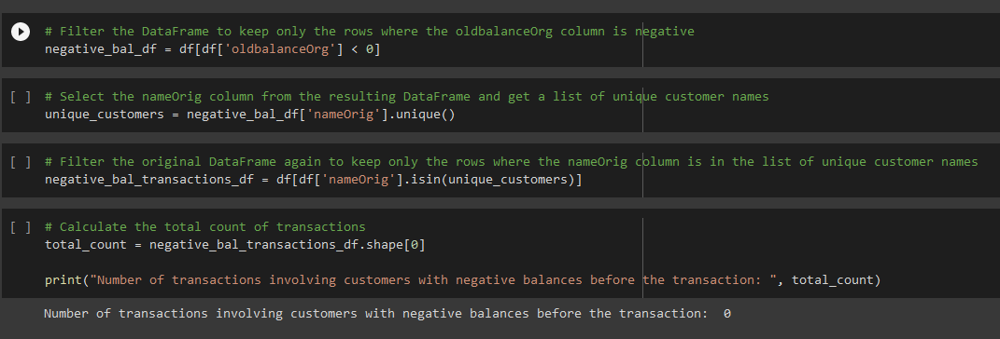 # Filter the DataFrame to keep only the rows where the oldbalanceOrg column is negative
negative_bal_df = df[df['oldbalanceOrg'] < 0]
[ ] # Select the nameOrig column from the resulting DataFrame and get a list of unique customer names
unique_customers = negative_bal_df['nameOrig'].unique()
[ ] # Filter the original DataFrame again to keep only the rows where the nameOrig column is in the list of unique customer names
negative_bal_transactions_df = df[df['nameOrig'].isin(unique_customers)]
[ ] # Calculate the total count of transactions
total_count = negative_bal_transactions_df.shape[0]
print("Number of transactions involving customers with negative balances before the transaction: ", total_count)
Number of transactions involving customers with negative balances before the transaction:  0